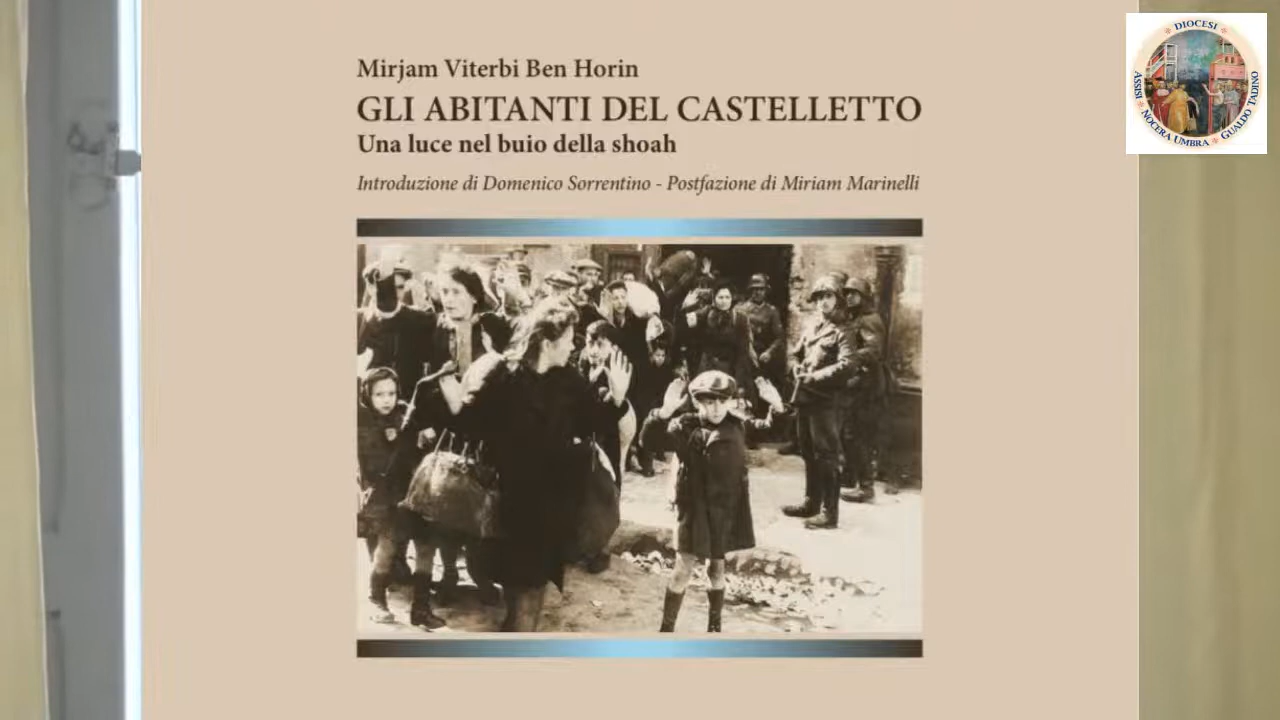 Mirjam Viterbi Ben Horin
GLI ABITANTI DEL CASTELLETTO
Una luce nel buio della shoah
Introduzione di Domenico Sorrentino - Postfazione di Miriam Marinelli
DIOCESI
ASSISI * NOCERA UMBRA * GUALDO TADINO